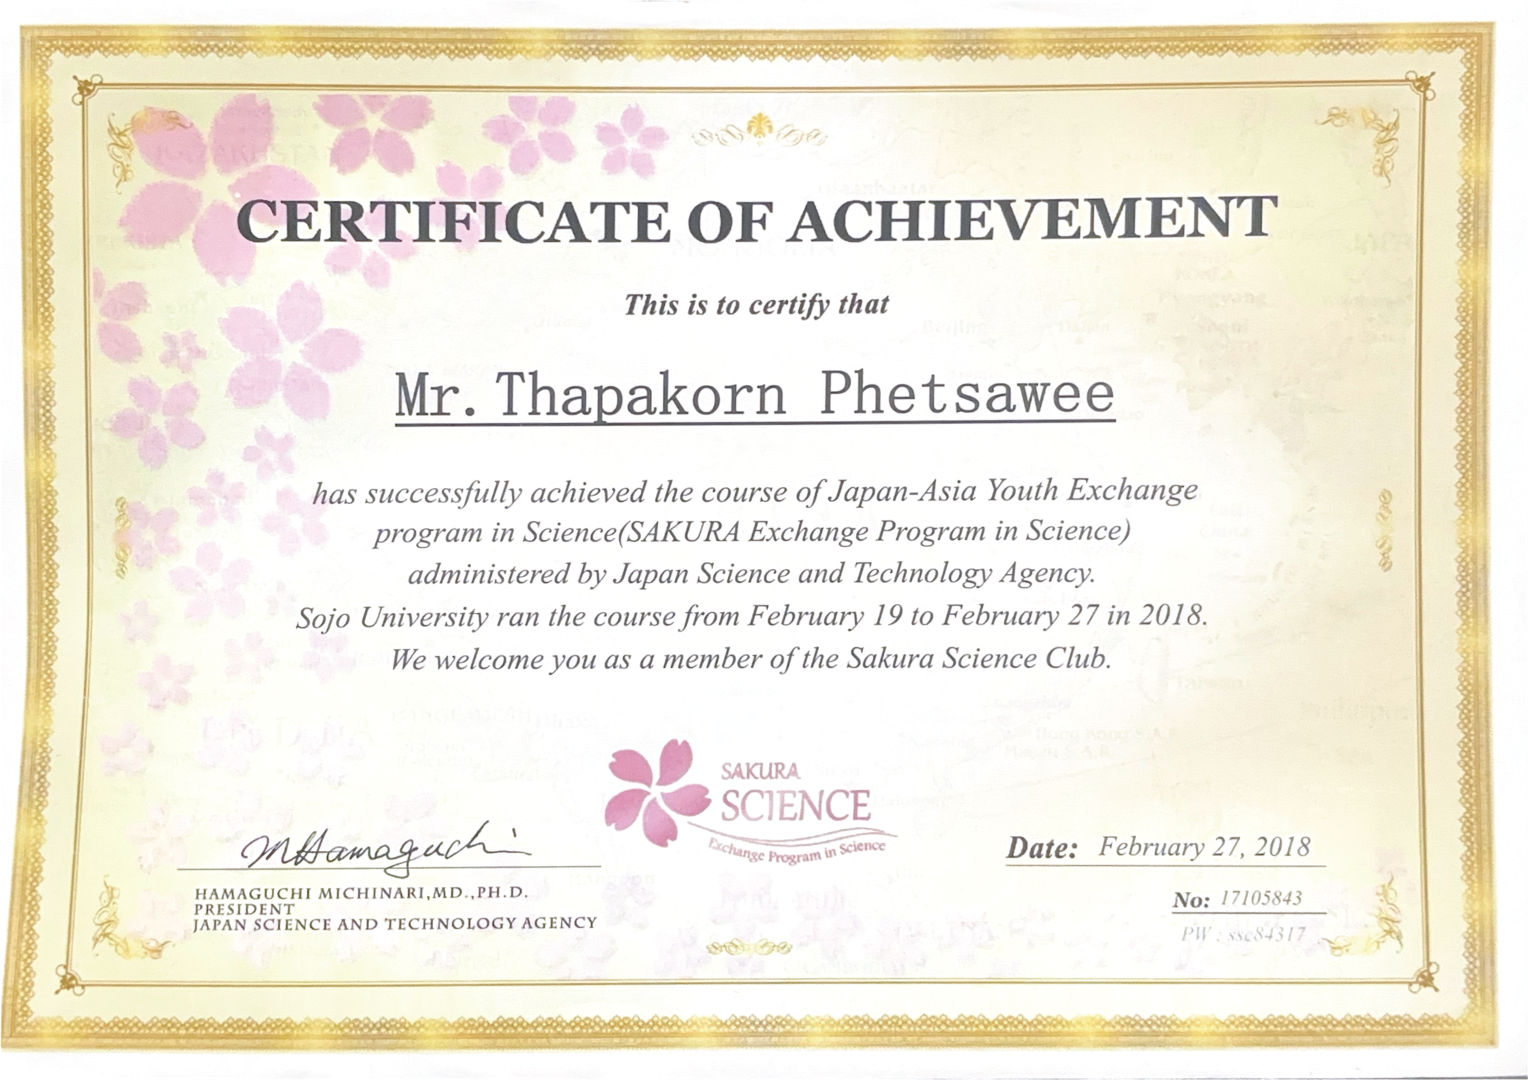 CERTIFICATE OF ACHIEVEMENT
This is to certify that
Mr. Thapakorn Phetsawee
has successfully achieved the course of Japan-Asia Youth Exchange
program in Science(SAKURA Exchange Program in Science)
administered by Japan Science and Technology Agency.
Sojo University ran the course from February 19 to February 27 in 2018.
We welcome you as a member of the Sakura Science Club.
SAKURA
SCIENCE
Exchange Program in Science
MHamaguchi
HAMAGUCHI MICHINARI,MD.,PH.D.
PRESIDENT
JAPAN SCIENCE AND TECHNOLOGY AGENCY
Date: February 27, 2018
No: 17105843
PW : ssc84317